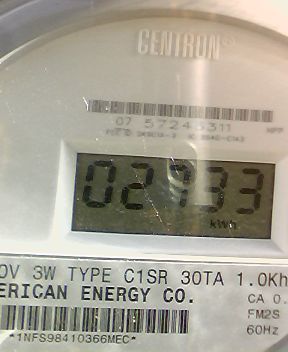 CENTRON®
07 57245311
02733
kWh
0V 3W TYPE C1SR 30TA 1.0Kh
ERICAN ENERGY CO.
CA 0.
FM2S
60Hz
*1NFS98410366MEC*